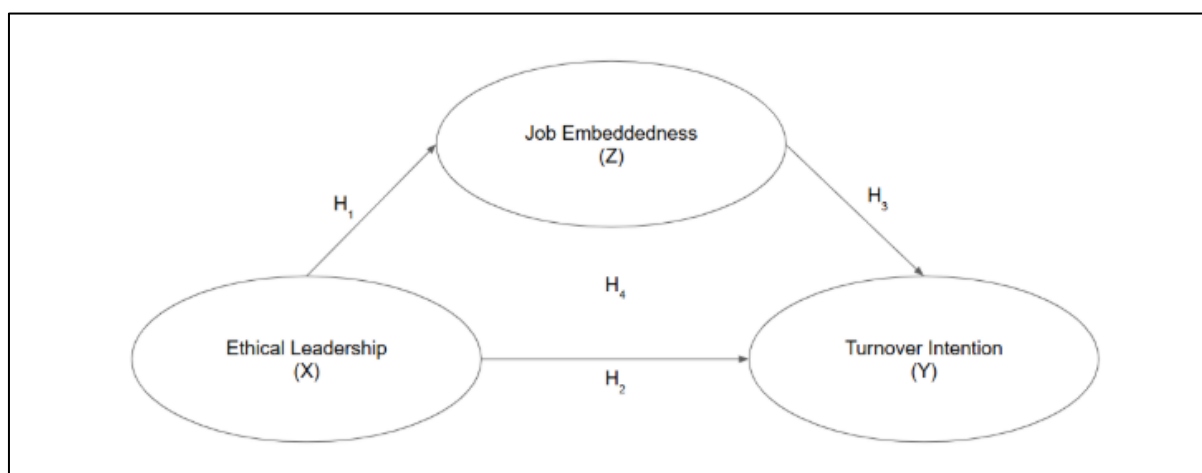 Job Embeddedness
(Z)
H₁
H₃
H₄
Ethical Leadership
(X)
Turnover Intention
(Y)
H₂